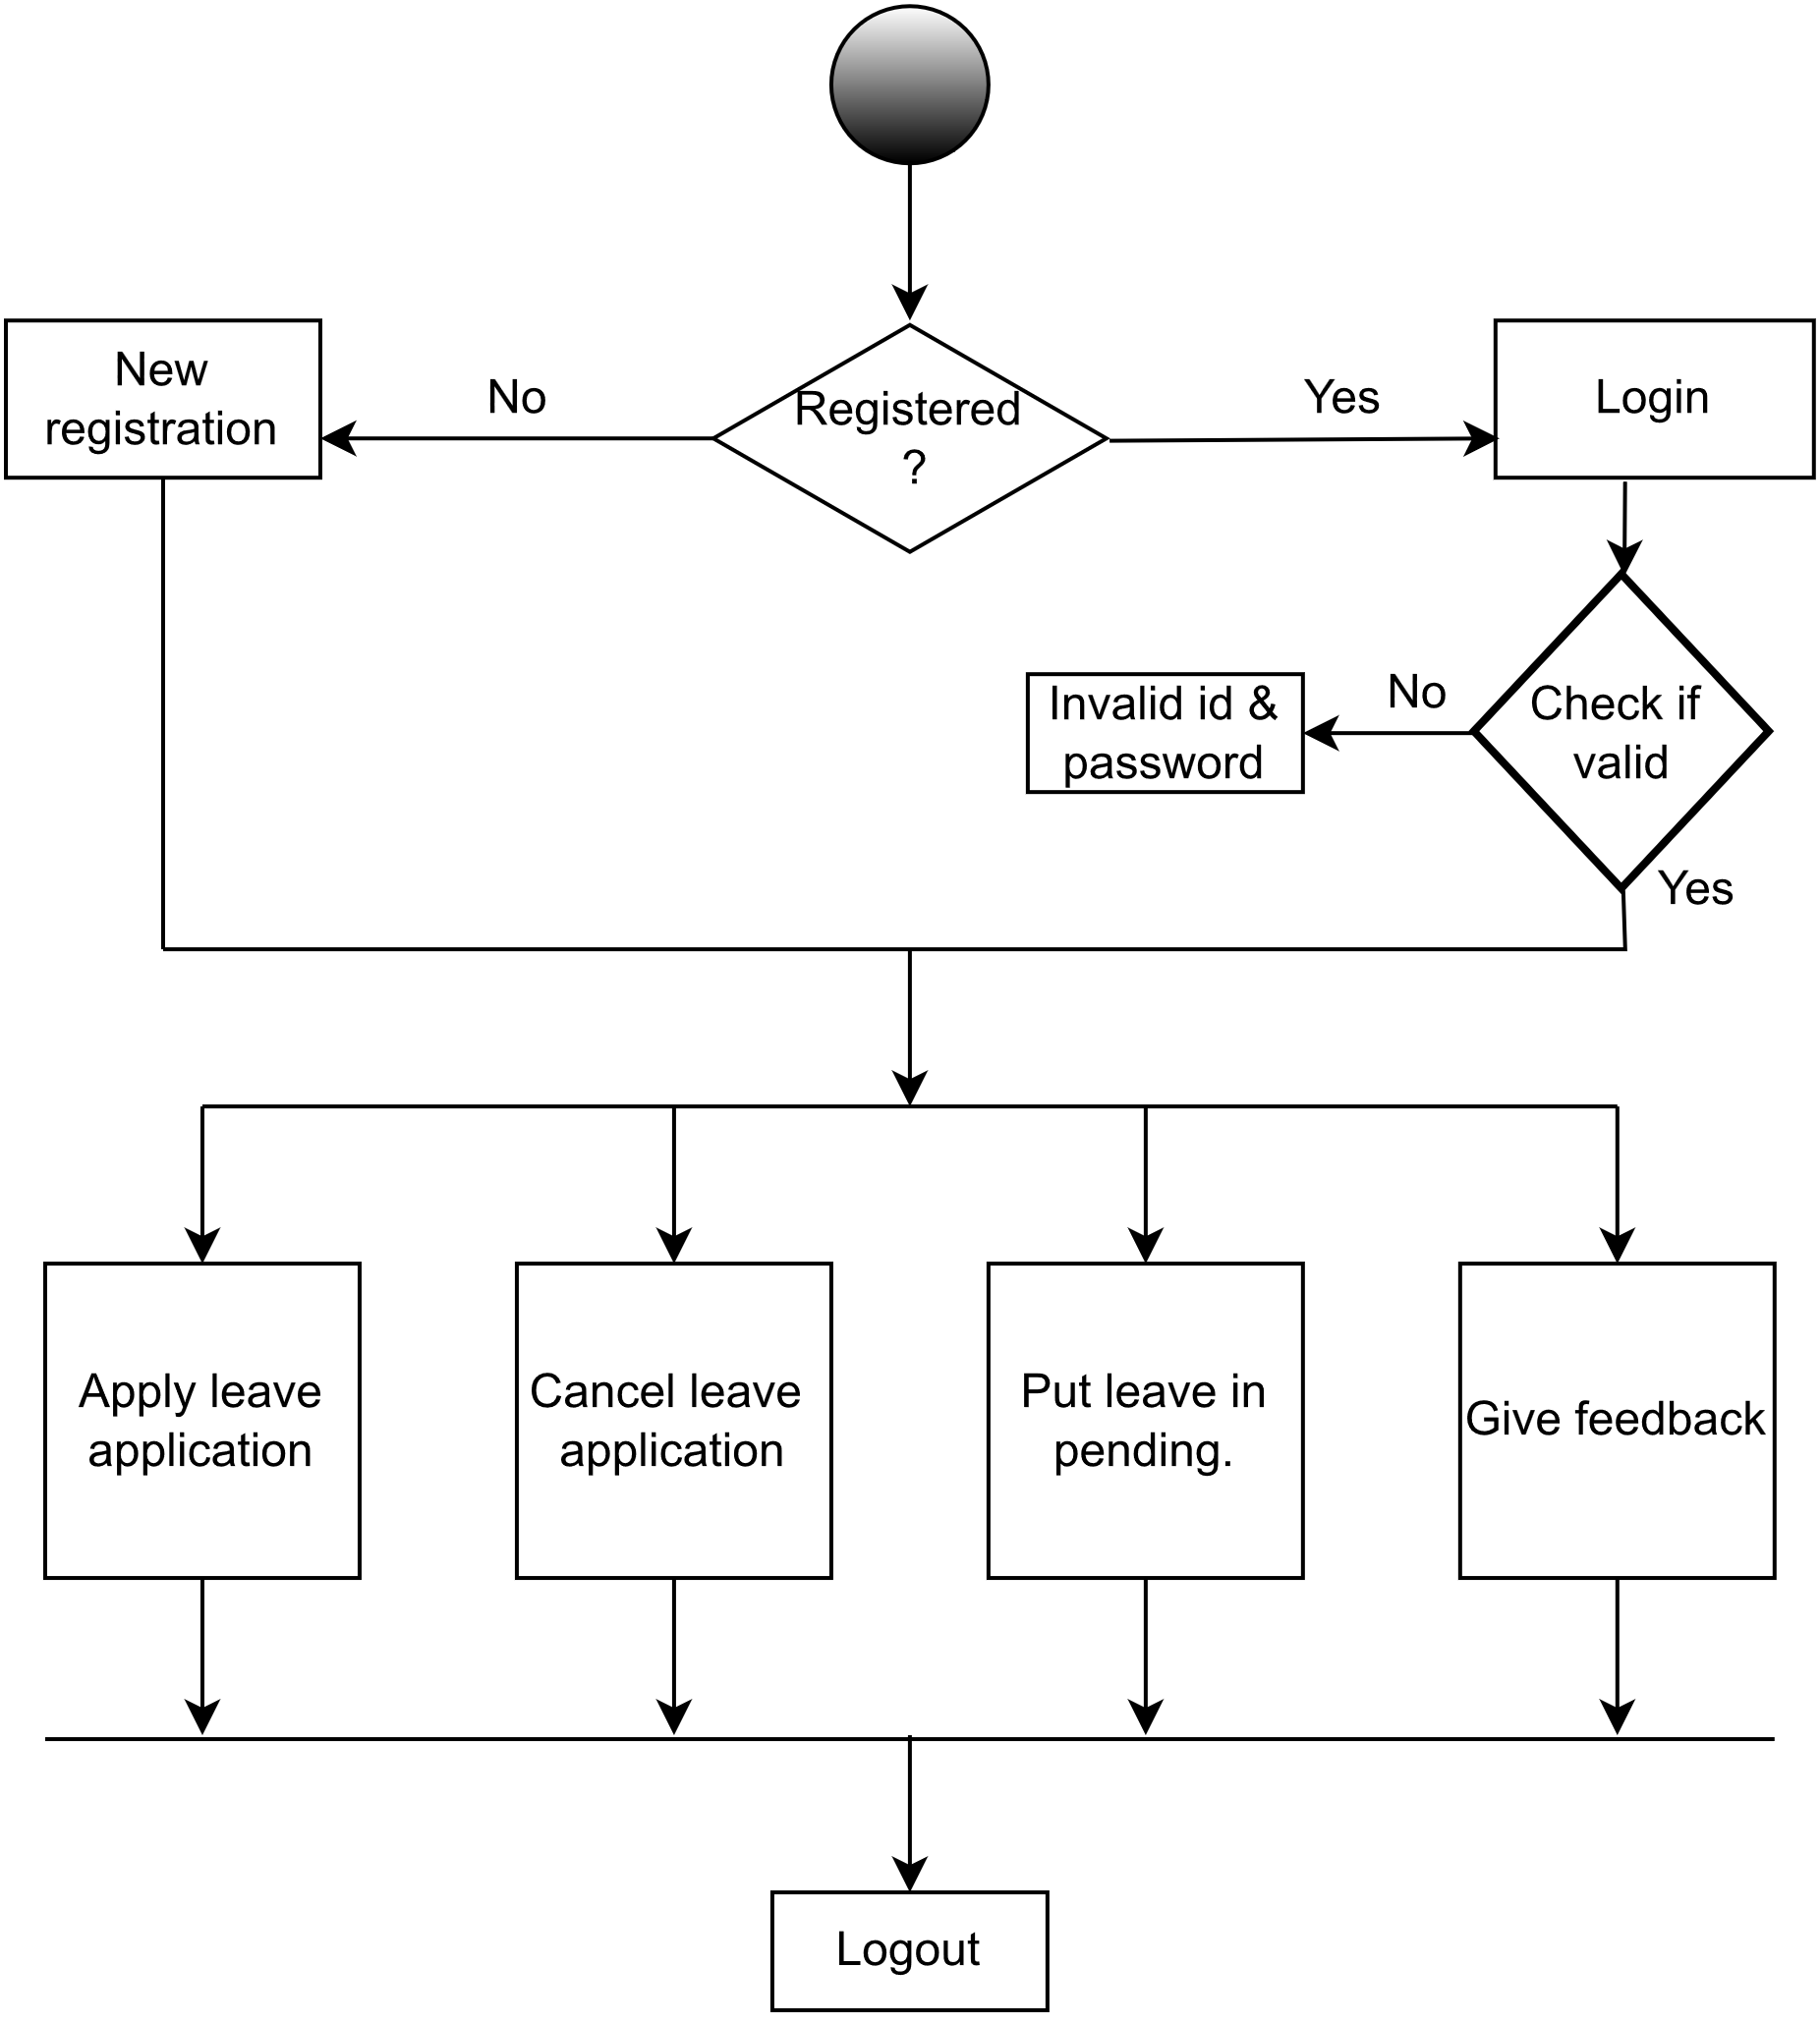 New
registration
No
Registered
?
Yes
Login
Invalid id &
password
No
Check if
valid
Yes
Apply leave
application
Cancel leave
application
Put leave in
pending.
Give feedback
Logout